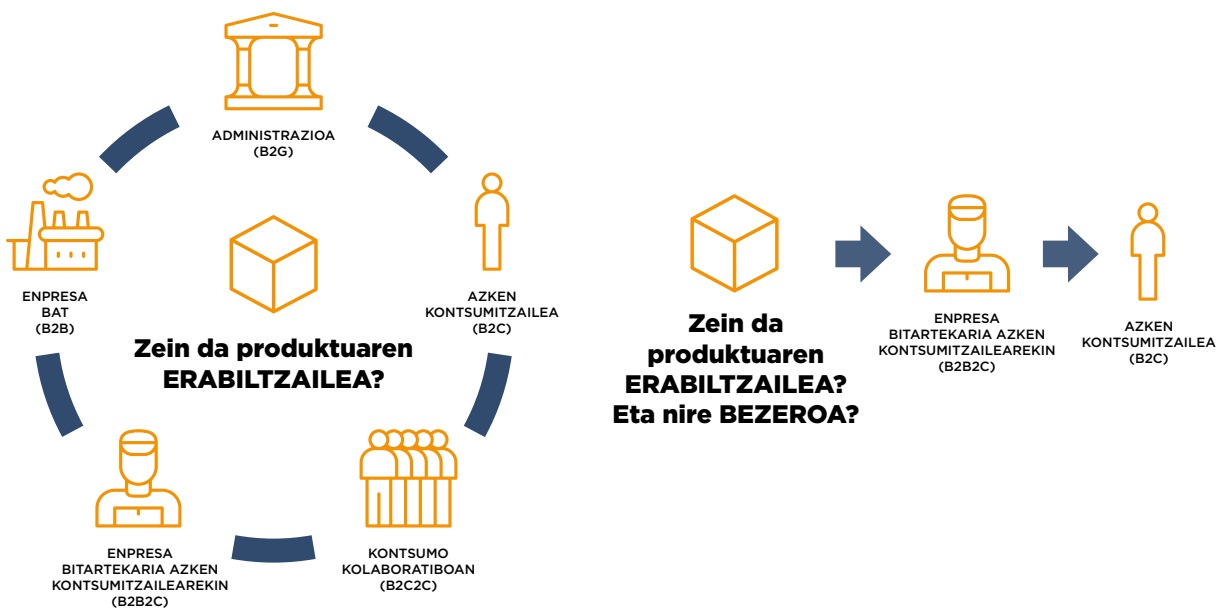 ADMINISTRAZIOA
(B2G)
ENPRESA
BAT
(B2B)
AZKEN
KONTSUMITZAILEA
(B2C)
Zein da produktuaren
ERABILTZAILEA?
ENPRESA
BITARTEKARIA AZKEN
KONTSUMITZAILEAREKIN
(B2B2C)
KONTSUMO
KOLABORATIBOAN
(B2C2C)
Zein da
produktuaren
ERABILTZAILEA?
Eta nire BEZEROA?
ENPRESA
BITARTEKARIA AZKEN
KONTSUMITZAILEAREKIN
(B2B2C)
AZKEN
KONTSUMITZAILEA
(B2C)